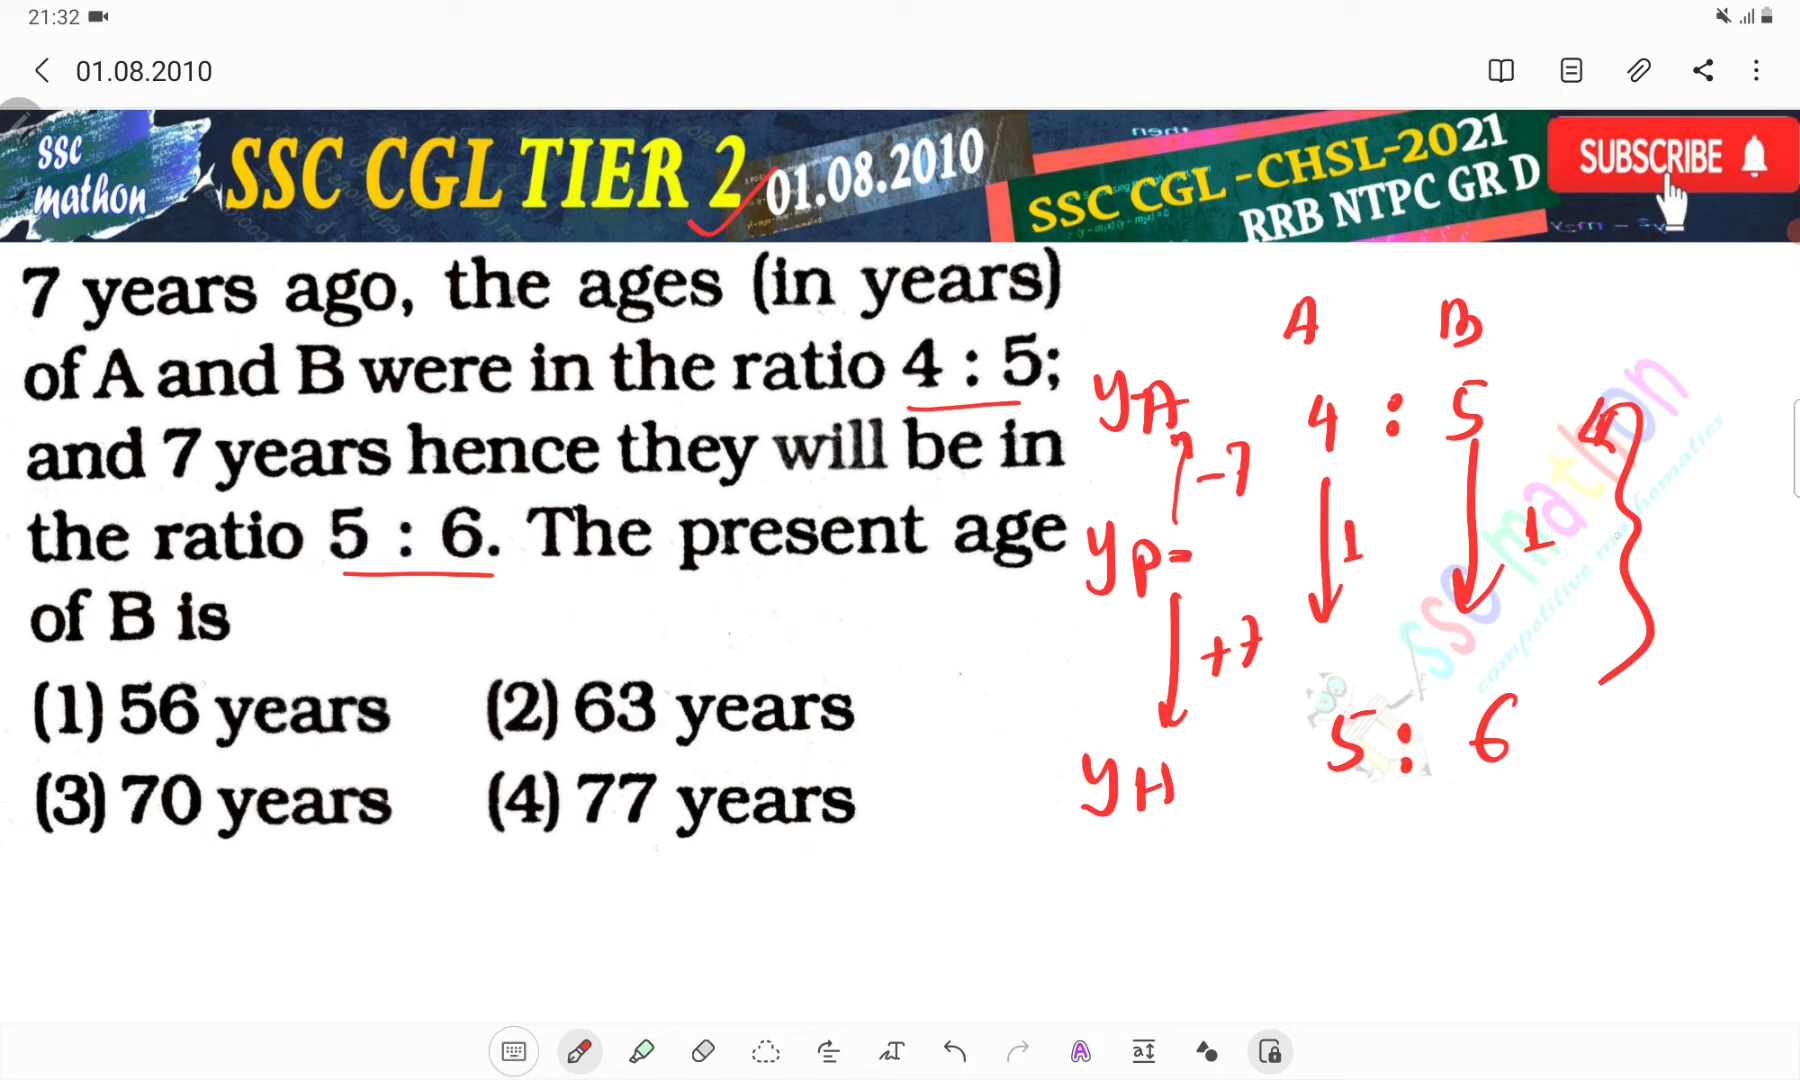 21:32
01.08.2010
SSC
mathon
SSC CGL TIER 2
01.08.2010
SSC CGL -CHSL-2021
RRB NTPC GR D
SUBSCRIBE
7 years ago, the ages (in years)
of A and B were in the ratio 4 : 5;
and 7 years hence they will be in
the ratio 5 : 6. The present age
of B is
(1) 56 years (2) 63 years
(3) 70 years (4) 77 years
A B
YA 4 : 5
-7
YP= 1 1
+7
YH 5 : 6
ssc mathon
competitive mathematics